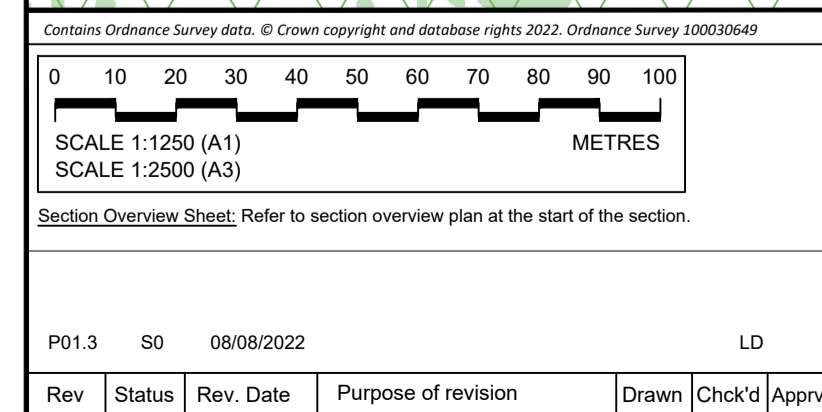 Contains Ordnance Survey data. © Crown copyright and database rights 2022. Ordnance Survey 100030649
0 10 20 30 40 50 60 70 80 90 100
SCALE 1:1250 (A1) METRES
SCALE 1:2500 (A3)
Section Overview Sheet: Refer to section overview plan at the start of the section.
P01.3 S0 08/08/2022 LD
Rev Status Rev. Date Purpose of revision Drawn Chck'd Apprv